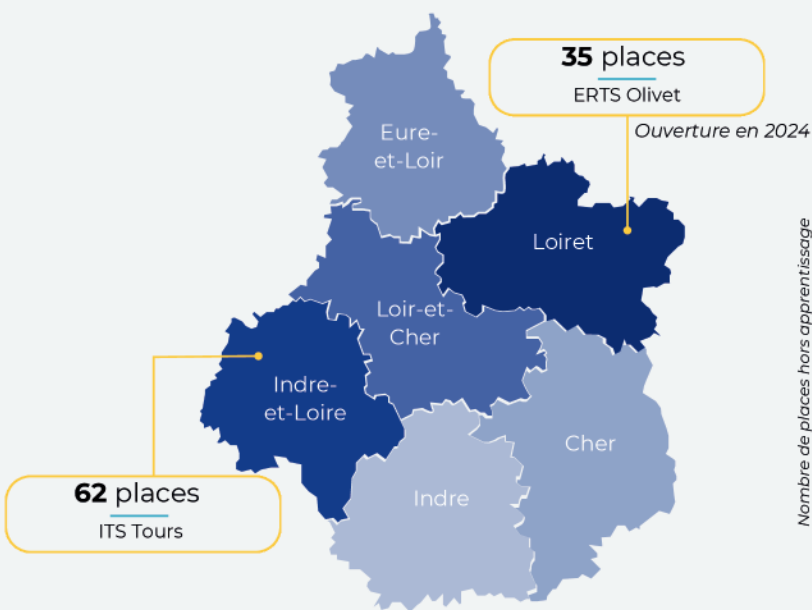 35 places
ERTS Olivet
Ouverture en 2024
Eure-
et-Loir
Loiret
Loir-et-
Cher
Indre-
et-Loire
Cher
Indre
62 places
ITS Tours
Nombre de places hors apprentissage